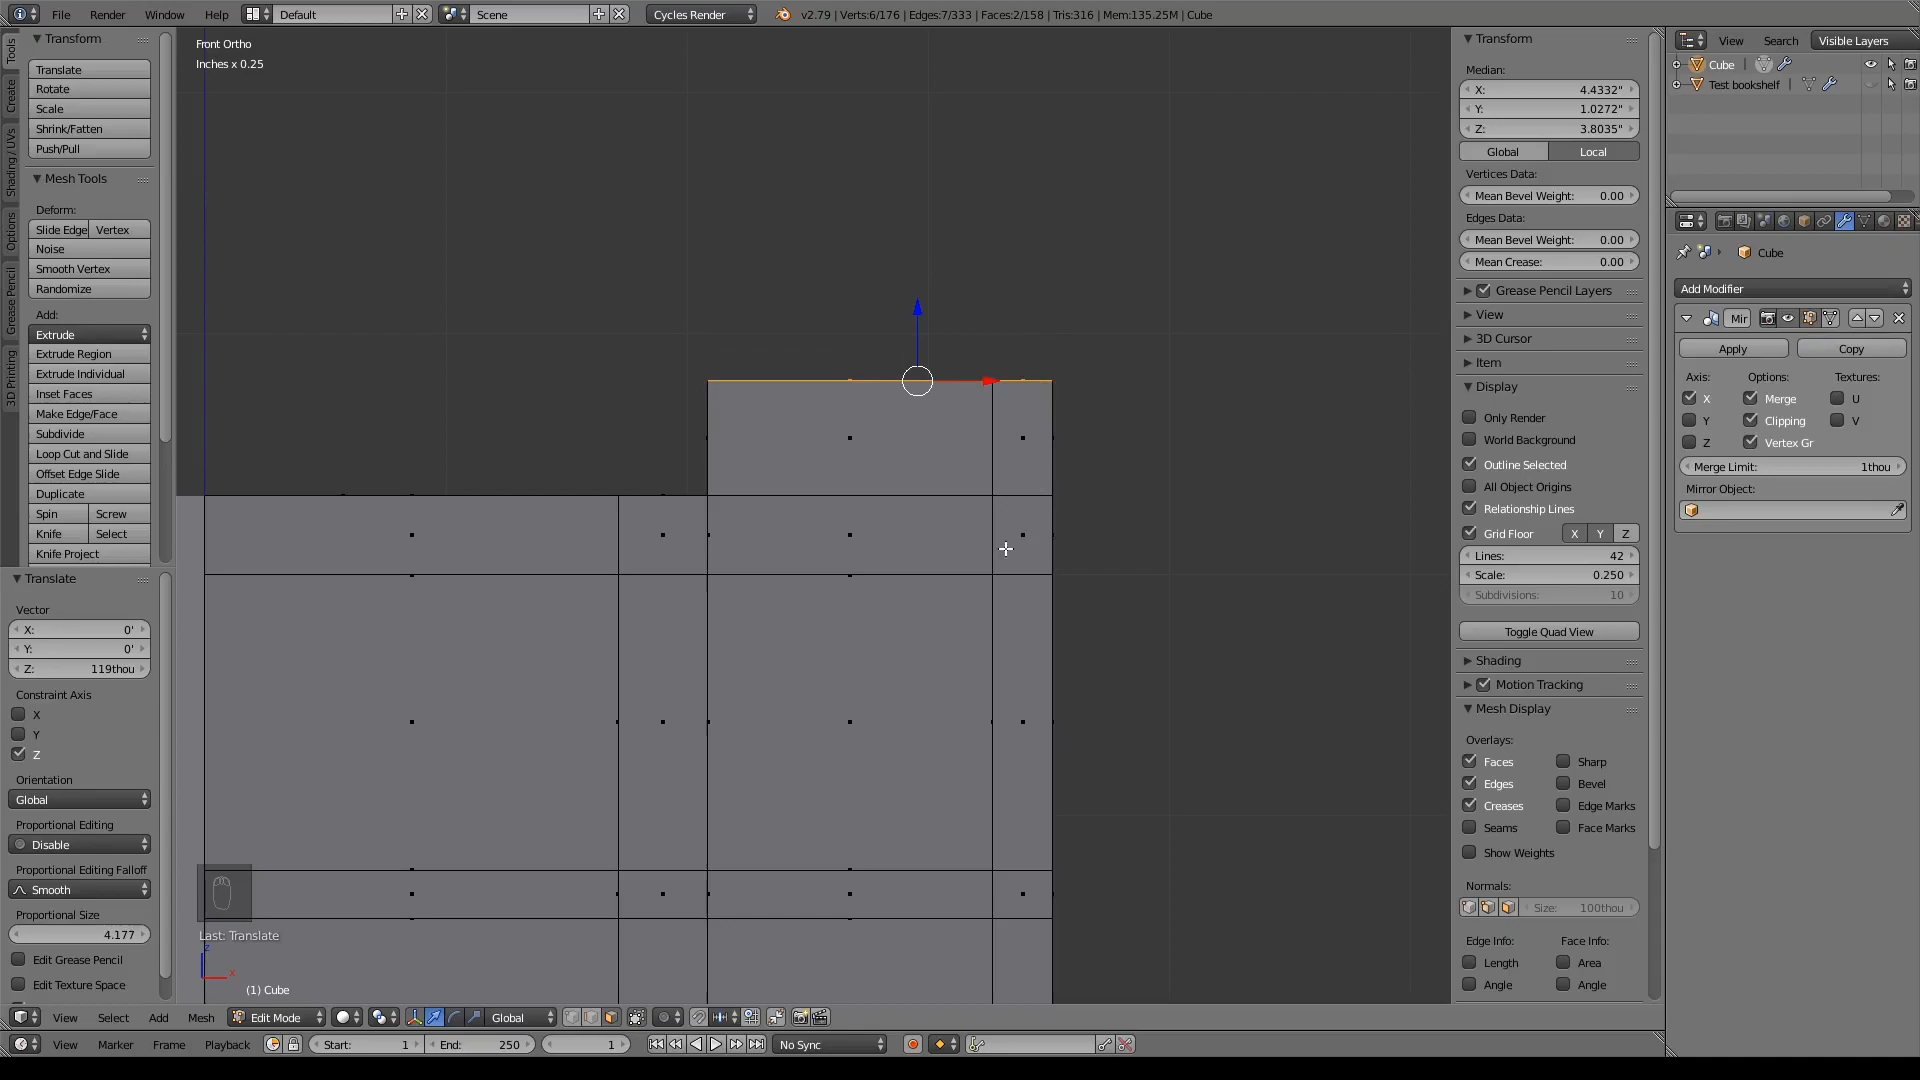 File Render Window Help Default Scene Cycles Render v2.79 | Verts:6/176 | Edges:7/333 | Faces:2/158 | Tris:316 | Mem:135.25M | Cube
Tools
Create
Shading / UVs
Options
Grease Pencil
3D Printing
Transform
Translate
Rotate
Scale
Shrink/Fatten
Push/Pull
Mesh Tools
Deform:
Slide Edge Vertex
Noise
Smooth Vertex
Randomize
Add:
Extrude
Extrude Region
Extrude Individual
Inset Faces
Make Edge/Face
Subdivide
Loop Cut and Slide
Offset Edge Slide
Duplicate
Spin Screw
Knife Select
Knife Project
Translate
Vector
X: 0'
Y: 0'
Z: 119thou
Constraint Axis
X
Y
Z
Orientation
Global
Proportional Editing
Disable
Proportional Editing Falloff
Smooth
Proportional Size
4.177
Edit Grease Pencil
Edit Texture Space
Front Ortho
Inches x 0.25
Last: Translate
z
x
(1) Cube
Transform
Median:
X: 4.4332"
Y: 1.0272"
Z: 3.8035"
Global Local
Vertices Data:
Mean Bevel Weight: 0.00
Edges Data:
Mean Bevel Weight: 0.00
Mean Crease: 0.00
Grease Pencil Layers
View
3D Cursor
Item
Display
Only Render
World Background
Outline Selected
All Object Origins
Relationship Lines
Grid Floor X Y Z
Lines: 42
Scale: 0.250
Subdivisions: 10
Toggle Quad View
Shading
Motion Tracking
Mesh Display
Overlays:
Faces Sharp
Edges Bevel
Creases Edge Marks
Seams Face Marks
Show Weights
Normals:
Size: 100thou
Edge Info: Face Info:
Length Area
Angle Angle
View Search Visible Layers
Cube
Test bookshelf
Cube
Add Modifier
Mir
Apply Copy
Axis: Options: Textures:
X Merge U
Y Clipping V
Z Vertex Gr
Merge Limit: 1thou
Mirror Object:
View Select Add Mesh Edit Mode Global
View Marker Frame Playback Start: 1 End: 250 1 No Sync